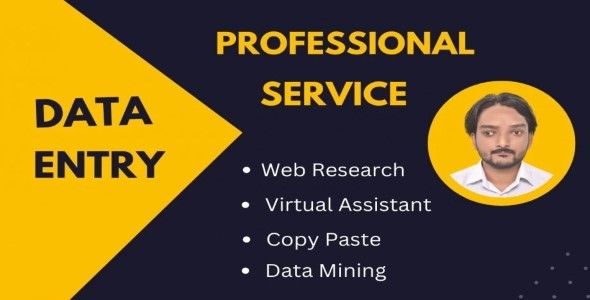 DATA
ENTRY
PROFESSIONAL
SERVICE
• Web Research
• Virtual Assistant
• Copy Paste
• Data Mining